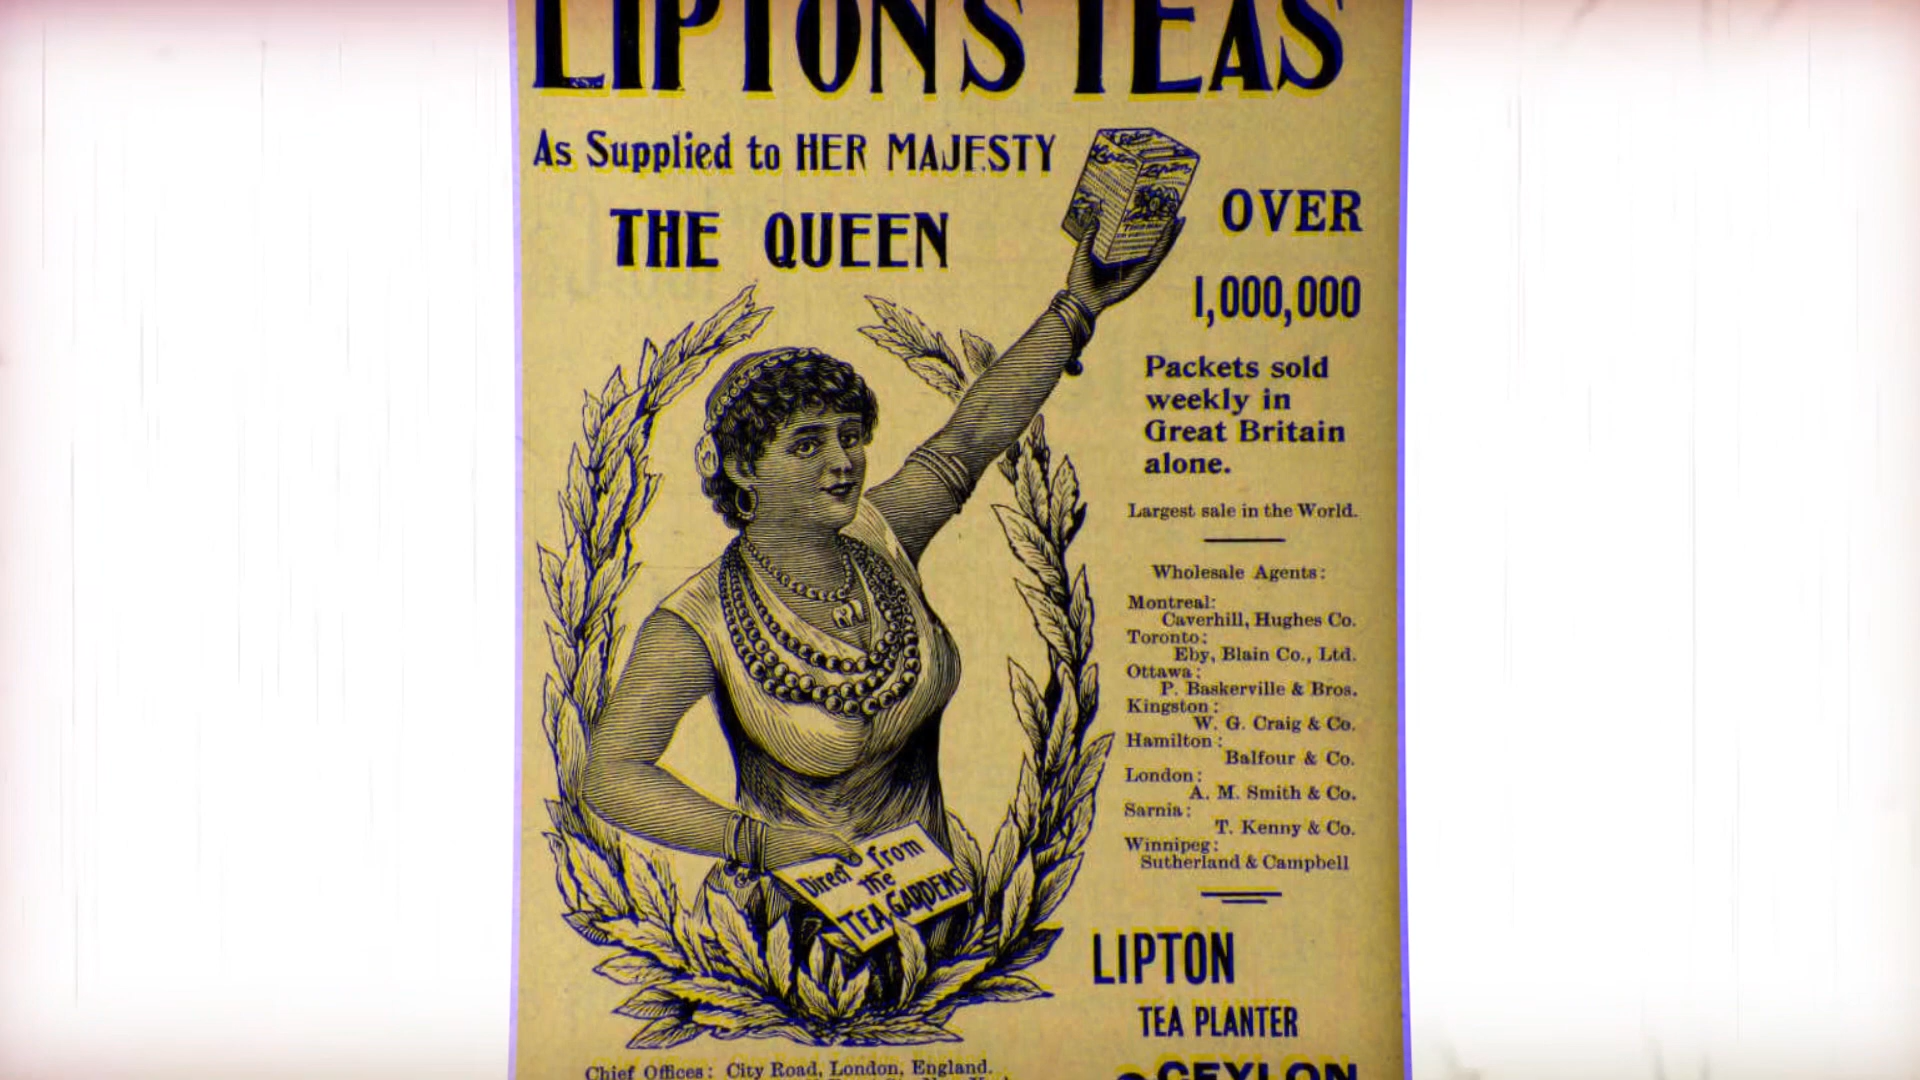 LIPTON'S TEAS
As Supplied to HER MAJESTY
THE QUEEN
Lipton
Lipton
OVER
1,000,000
Packets sold
weekly in
Great Britain
alone.
Largest sale in the World.
Wholesale Agents:
Montreal:
Caverhill, Hughes Co.
Toronto:
Eby, Blain Co., Ltd.
Ottawa:
P. Baskerville & Bros.
Kingston:
W. G. Craig & Co.
Hamilton:
Balfour & Co.
London:
A. M. Smith & Co.
Sarnia:
T. Kenny & Co.
Winnipeg:
Sutherland & Campbell
Direct from
the
TEA GARDENS
LIPTON
TEA PLANTER
CEYLON
Chief Offices: City Road, London, England.